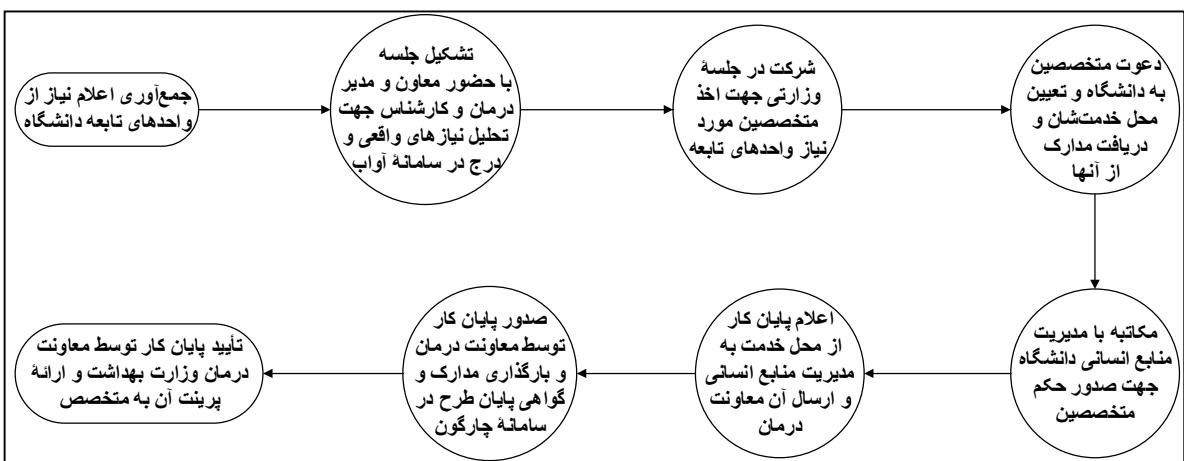 جمع‌آوری اعلام نیاز از
واحدهای تابعه دانشگاه
تشکیل جلسه
با حضور معاون و مدیر
درمان و کارشناس جهت
تحلیل نیازهای واقعی و
درج در سامانهٔ آواب
شرکت در جلسهٔ
وزارتی جهت اخذ
متخصصین مورد
نیاز واحدهای تابعه
دعوت متخصصین
به دانشگاه و تعیین
محل خدمت‌شان و
دریافت مدارک
از آنها
مکاتبه با مدیریت
منابع انسانی دانشگاه
جهت صدور حکم
متخصصین
اعلام پایان کار
از محل خدمت به
مدیریت منابع انسانی
و ارسال آن معاونت
درمان
صدور پایان کار
توسط معاونت درمان
و بارگذاری مدارک و
گواهی پایان طرح در
سامانهٔ چارگون
تأیید پایان کار توسط معاونت
درمان وزارت بهداشت و ارائهٔ
پرینت آن به متخصص